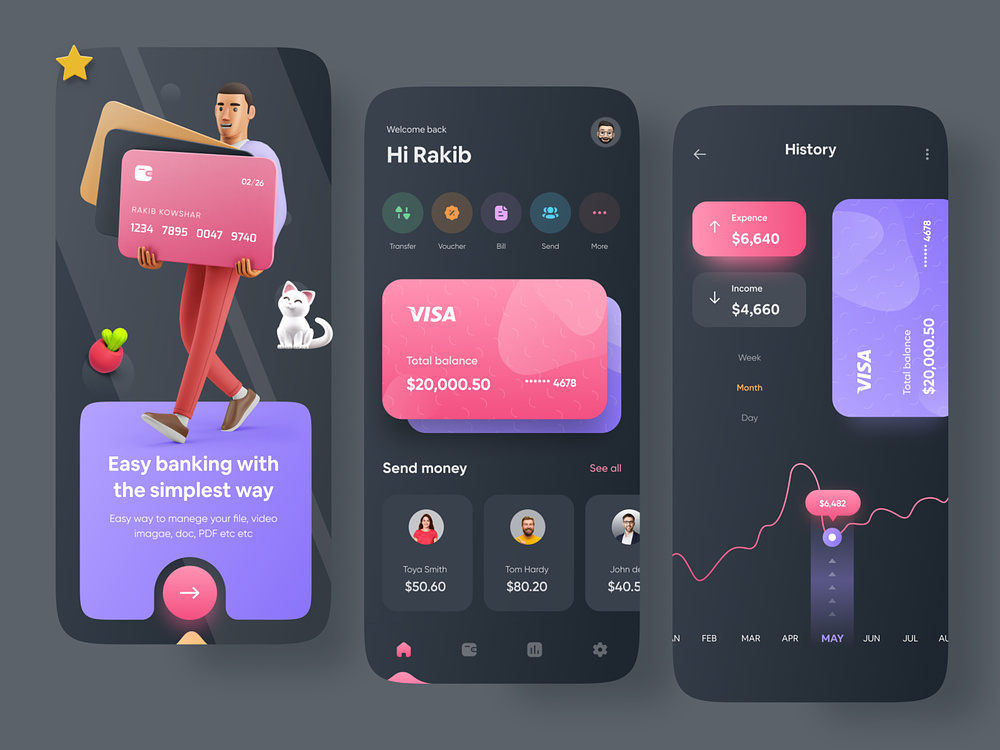 02/26
RAKIB KOWSHAR
1234 7895 0047 9740
Easy banking with
the simplest way
Easy way to manege your file, video
imagae, doc, PDF etc etc
Welcome back
Hi Rakib
Transfer
Voucher
Bill
Send
More
VISA
Total balance
$20,000.50
•••••• 4678
Send money
See all
Toya Smith
$50.60
Tom Hardy
$80.20
John de
$40.5
History
Expence
$6,640
Income
$4,660
•••••• 4678
VISA
Total balance
$20,000.50
Week
Month
Day
$6,482
AN FEB MAR APR MAY JUN JUL AU